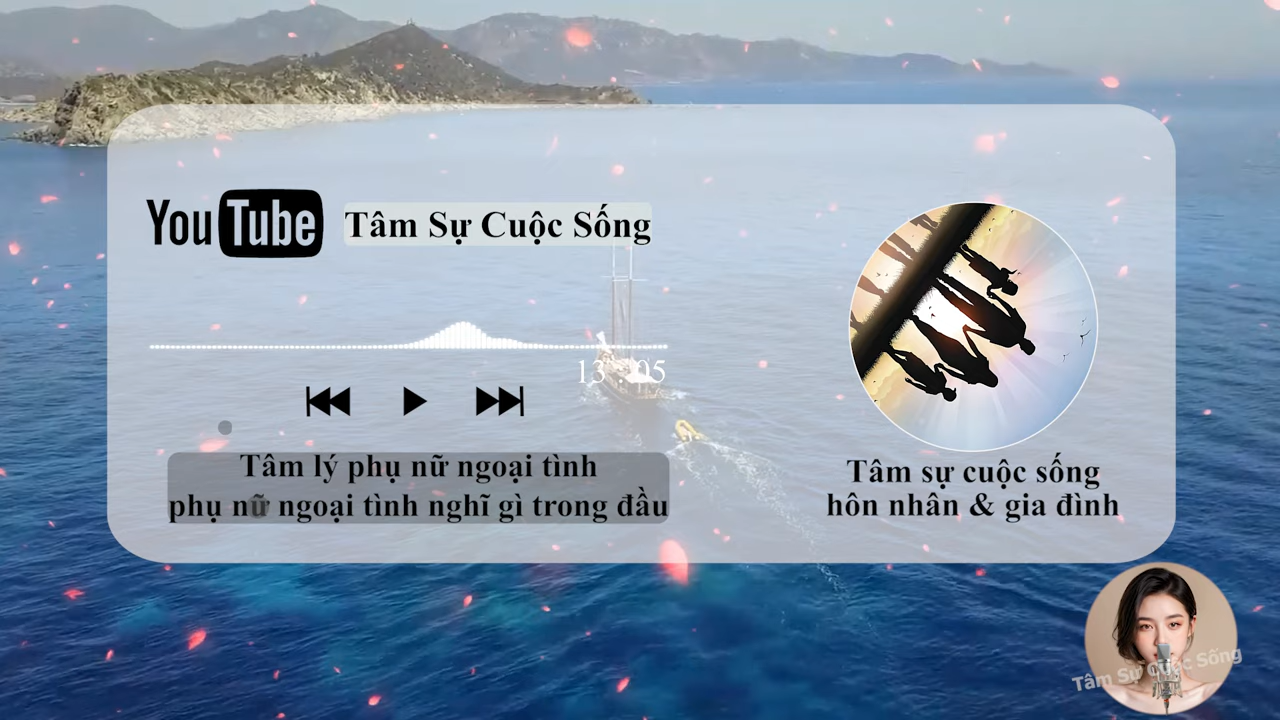 YouTube
Tâm Sự Cuộc Sống
13 05
Tâm lý phụ nữ ngoại tình
phụ nữ ngoại tình nghĩ gì trong đầu
Tâm sự cuộc sống
hôn nhân & gia đình
Tâm Sự Cuộc Sống